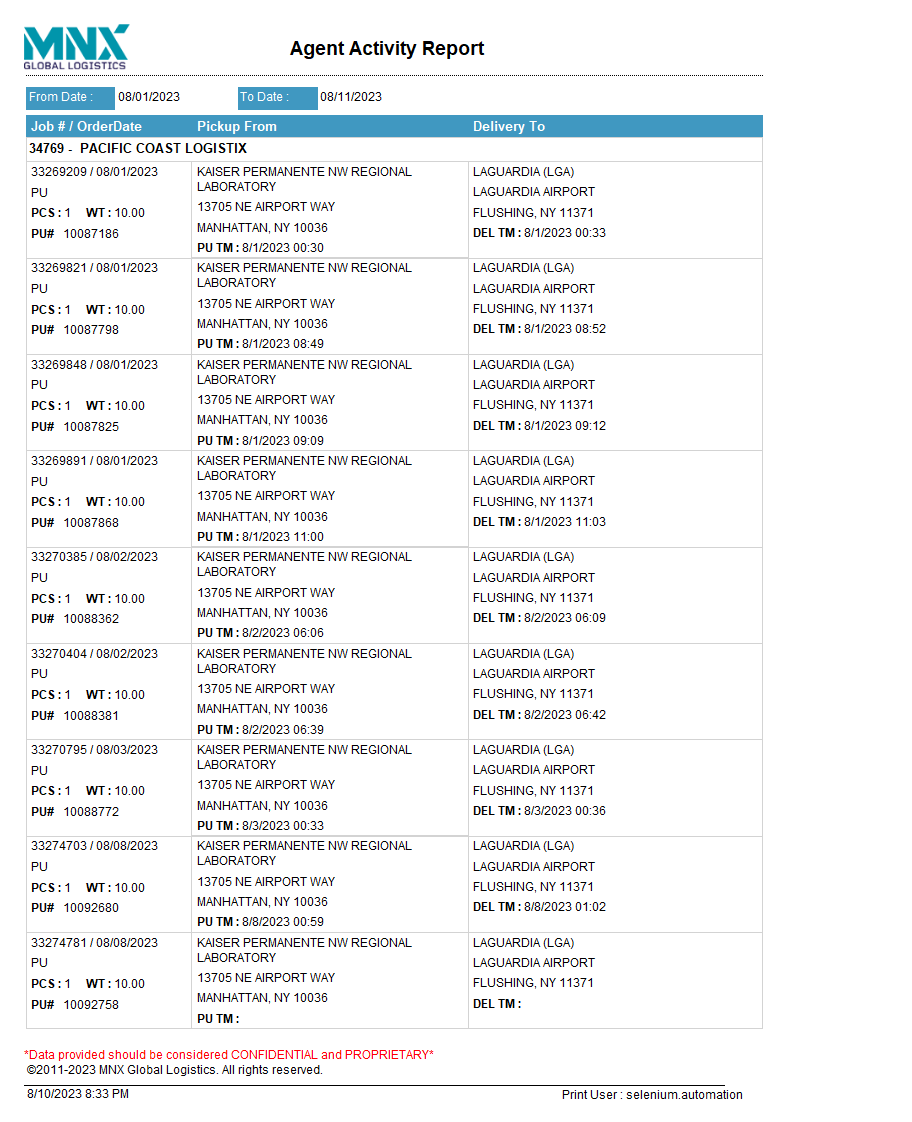 MNX
GLOBAL LOGISTICS
Agent Activity Report
From Date : 08/01/2023 To Date : 08/11/2023
Job # / OrderDate Pickup From Delivery To
34769 - PACIFIC COAST LOGISTIX
33269209 / 08/01/2023
PU
PCS : 1 WT : 10.00
PU# 10087186
KAISER PERMANENTE NW REGIONAL
LABORATORY
13705 NE AIRPORT WAY
MANHATTAN, NY 10036
PU TM : 8/1/2023 00:30
LAGUARDIA (LGA)
LAGUARDIA AIRPORT
FLUSHING, NY 11371
DEL TM : 8/1/2023 00:33
33269821 / 08/01/2023
PU
PCS : 1 WT : 10.00
PU# 10087798
KAISER PERMANENTE NW REGIONAL
LABORATORY
13705 NE AIRPORT WAY
MANHATTAN, NY 10036
PU TM : 8/1/2023 08:49
LAGUARDIA (LGA)
LAGUARDIA AIRPORT
FLUSHING, NY 11371
DEL TM : 8/1/2023 08:52
33269848 / 08/01/2023
PU
PCS : 1 WT : 10.00
PU# 10087825
KAISER PERMANENTE NW REGIONAL
LABORATORY
13705 NE AIRPORT WAY
MANHATTAN, NY 10036
PU TM : 8/1/2023 09:09
LAGUARDIA (LGA)
LAGUARDIA AIRPORT
FLUSHING, NY 11371
DEL TM : 8/1/2023 09:12
33269891 / 08/01/2023
PU
PCS : 1 WT : 10.00
PU# 10087868
KAISER PERMANENTE NW REGIONAL
LABORATORY
13705 NE AIRPORT WAY
MANHATTAN, NY 10036
PU TM : 8/1/2023 11:00
LAGUARDIA (LGA)
LAGUARDIA AIRPORT
FLUSHING, NY 11371
DEL TM : 8/1/2023 11:03
33270385 / 08/02/2023
PU
PCS : 1 WT : 10.00
PU# 10088362
KAISER PERMANENTE NW REGIONAL
LABORATORY
13705 NE AIRPORT WAY
MANHATTAN, NY 10036
PU TM : 8/2/2023 06:06
LAGUARDIA (LGA)
LAGUARDIA AIRPORT
FLUSHING, NY 11371
DEL TM : 8/2/2023 06:09
33270404 / 08/02/2023
PU
PCS : 1 WT : 10.00
PU# 10088381
KAISER PERMANENTE NW REGIONAL
LABORATORY
13705 NE AIRPORT WAY
MANHATTAN, NY 10036
PU TM : 8/2/2023 06:39
LAGUARDIA (LGA)
LAGUARDIA AIRPORT
FLUSHING, NY 11371
DEL TM : 8/2/2023 06:42
33270795 / 08/03/2023
PU
PCS : 1 WT : 10.00
PU# 10088772
KAISER PERMANENTE NW REGIONAL
LABORATORY
13705 NE AIRPORT WAY
MANHATTAN, NY 10036
PU TM : 8/3/2023 00:33
LAGUARDIA (LGA)
LAGUARDIA AIRPORT
FLUSHING, NY 11371
DEL TM : 8/3/2023 00:36
33274703 / 08/08/2023
PU
PCS : 1 WT : 10.00
PU# 10092680
KAISER PERMANENTE NW REGIONAL
LABORATORY
13705 NE AIRPORT WAY
MANHATTAN, NY 10036
PU TM : 8/8/2023 00:59
LAGUARDIA (LGA)
LAGUARDIA AIRPORT
FLUSHING, NY 11371
DEL TM : 8/8/2023 01:02
33274781 / 08/08/2023
PU
PCS : 1 WT : 10.00
PU# 10092758
KAISER PERMANENTE NW REGIONAL
LABORATORY
13705 NE AIRPORT WAY
MANHATTAN, NY 10036
PU TM :
LAGUARDIA (LGA)
LAGUARDIA AIRPORT
FLUSHING, NY 11371
DEL TM :
*Data provided should be considered CONFIDENTIAL and PROPRIETARY*
©2011-2023 MNX Global Logistics. All rights reserved.
8/10/2023 8:33 PM Print User : selenium.automation